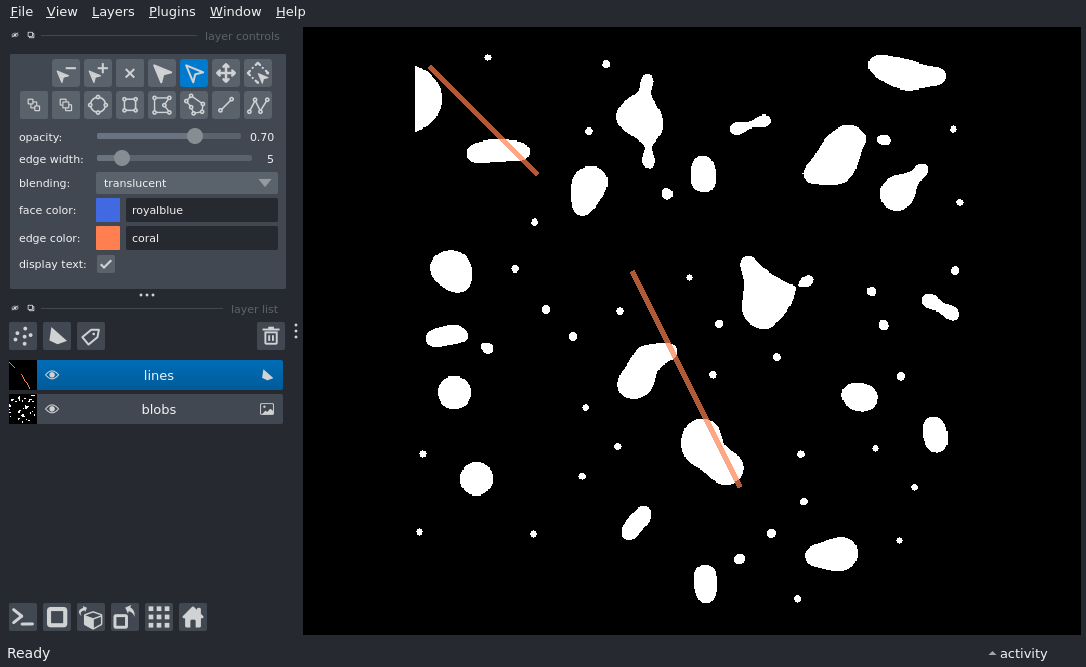 File View Layers Plugins Window Help
layer controls
opacity: 0.70
edge width: 5
blending: translucent
face color: royalblue
edge color: coral
display text:
layer list
lines
blobs
Ready
activity